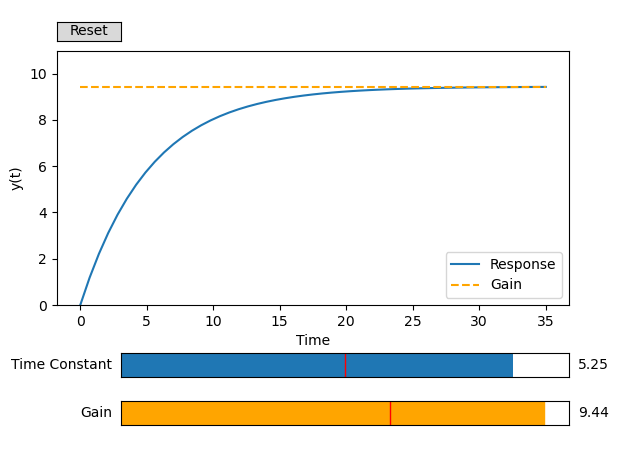 Reset
10
8
6
4
2
0
y(t)
Response
Gain
0 5 10 15 20 25 30 35
Time
Time Constant 5.25
Gain 9.44